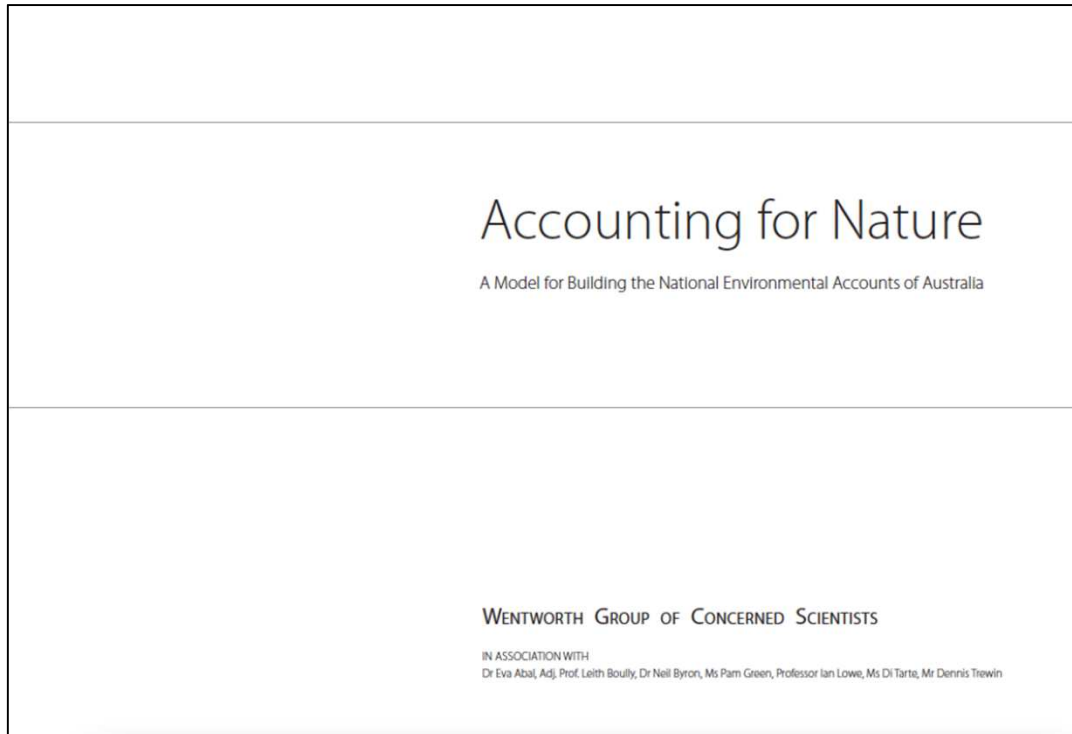 Accounting for Nature
A Model for Building the National Environmental Accounts of Australia
WENTWORTH GROUP OF CONCERNED SCIENTISTS
IN ASSOCIATION WITH
Dr Eva Abal, Adj. Prof. Leith Boully, Dr Neil Byron, Ms Pam Green, Professor Ian Lowe, Ms Di Tarte, Mr Dennis Trewin